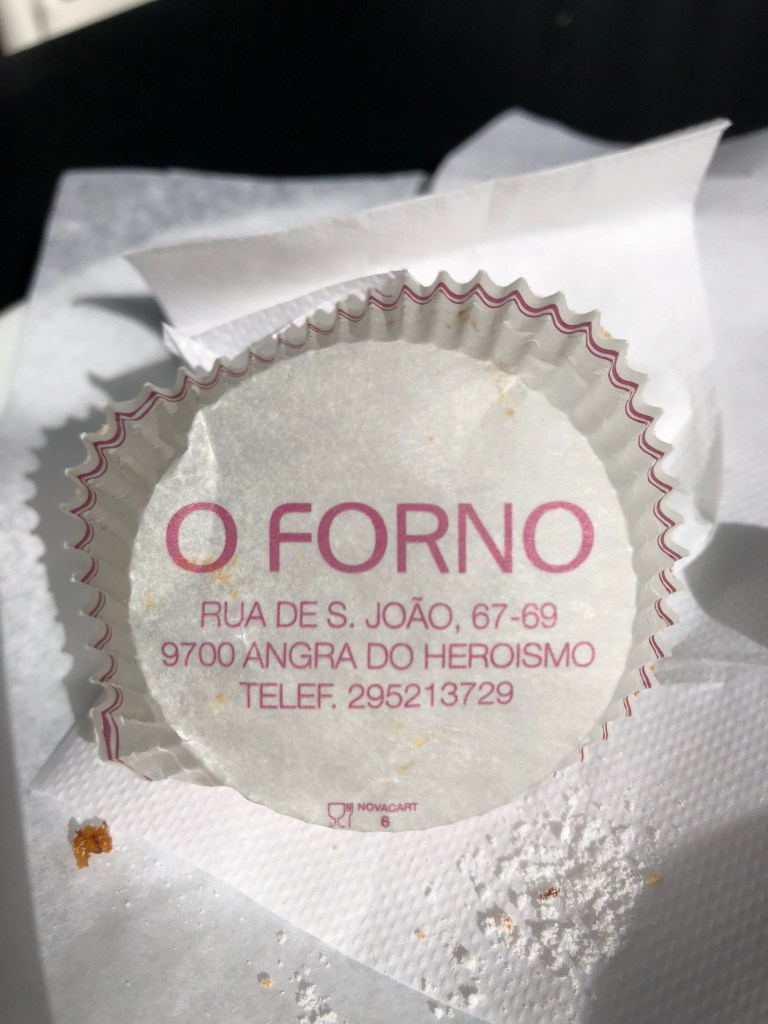 O FORNO
RUA DE S. JOÃO, 67-69
9700 ANGRA DO HEROISMO
TELEF. 295213729
NOVACART
6